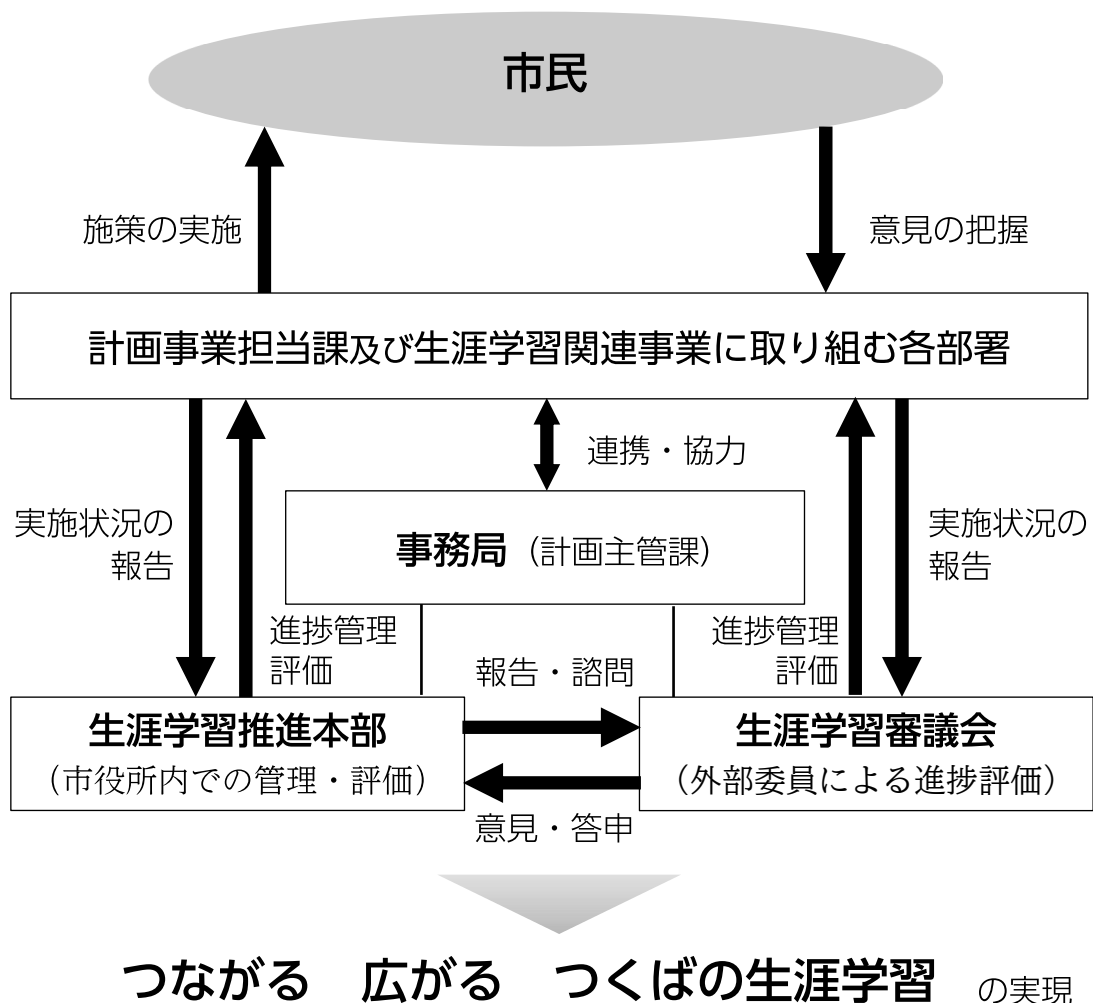 市民
施策の実施
意見の把握
計画事業担当課及び生涯学習関連事業に取り組む各部署
連携・協力
実施状況の
報告
事務局（計画主管課）
実施状況の
報告
進捗管理
評価
報告・諮問
進捗管理
評価
生涯学習推進本部
（市役所内での管理・評価）
生涯学習審議会
（外部委員による進捗評価）
意見・答申
つながる　広がる　つくばの生涯学習　の実現